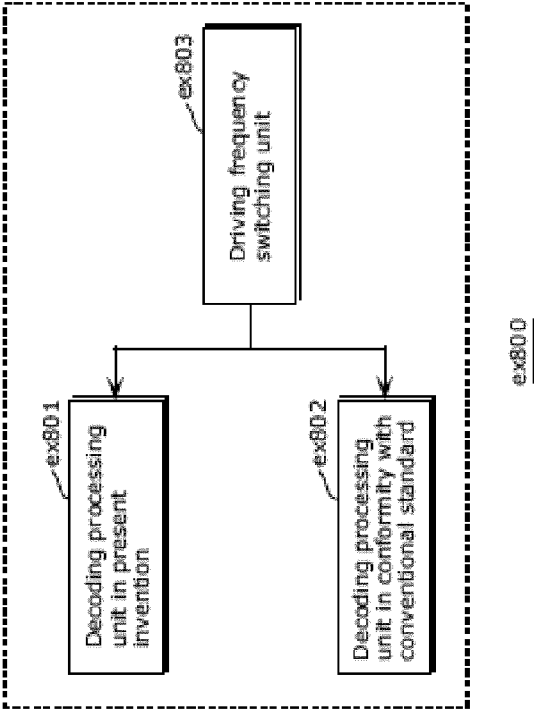 ex801
Decoding processing
unit in present
invention
ex803
Driving frequency
switching unit
ex802
Decoding processing
unit in conformity with
conventional standard
ex800